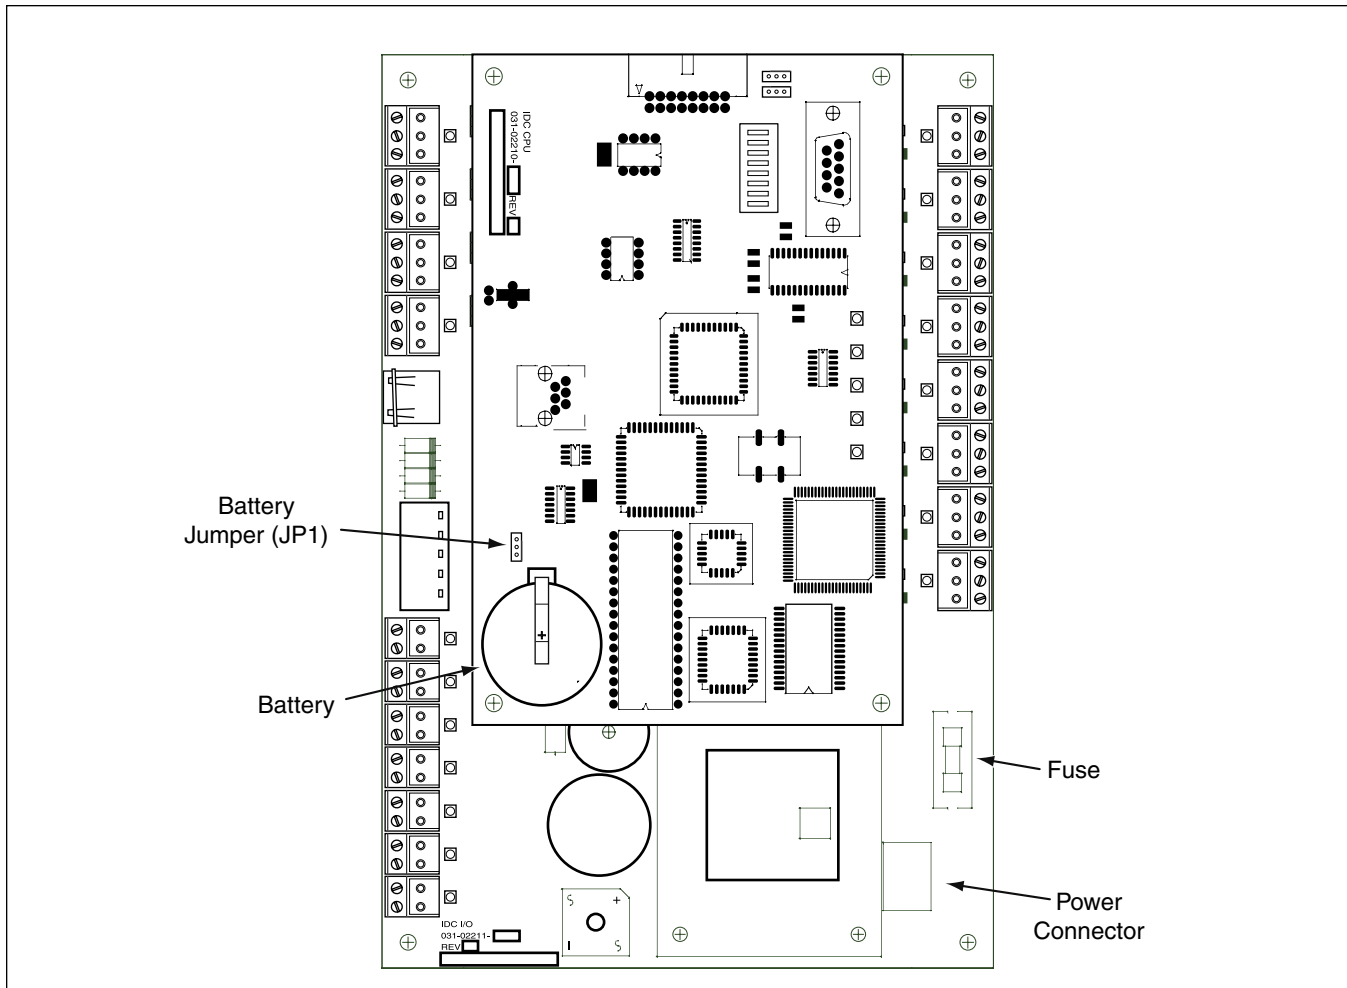 IDC CPU
031-02210-
REV
Battery
Jumper (JP1)
Battery
Fuse
Power
Connector
IDC I/O
031-02211-
REV